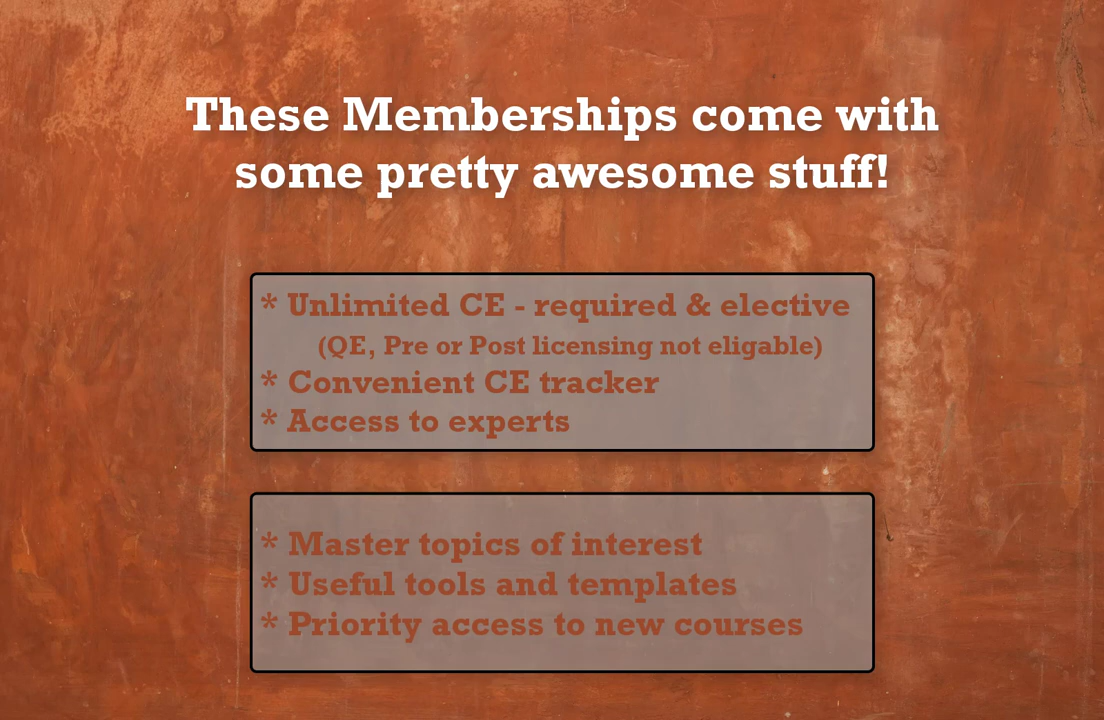 These Memberships come with
some pretty awesome stuff!
* Unlimited CE - required & elective
(QE, Pre or Post licensing not eligable)
* Convenient CE tracker
* Access to experts
* Master topics of interest
* Useful tools and templates
* Priority access to new courses